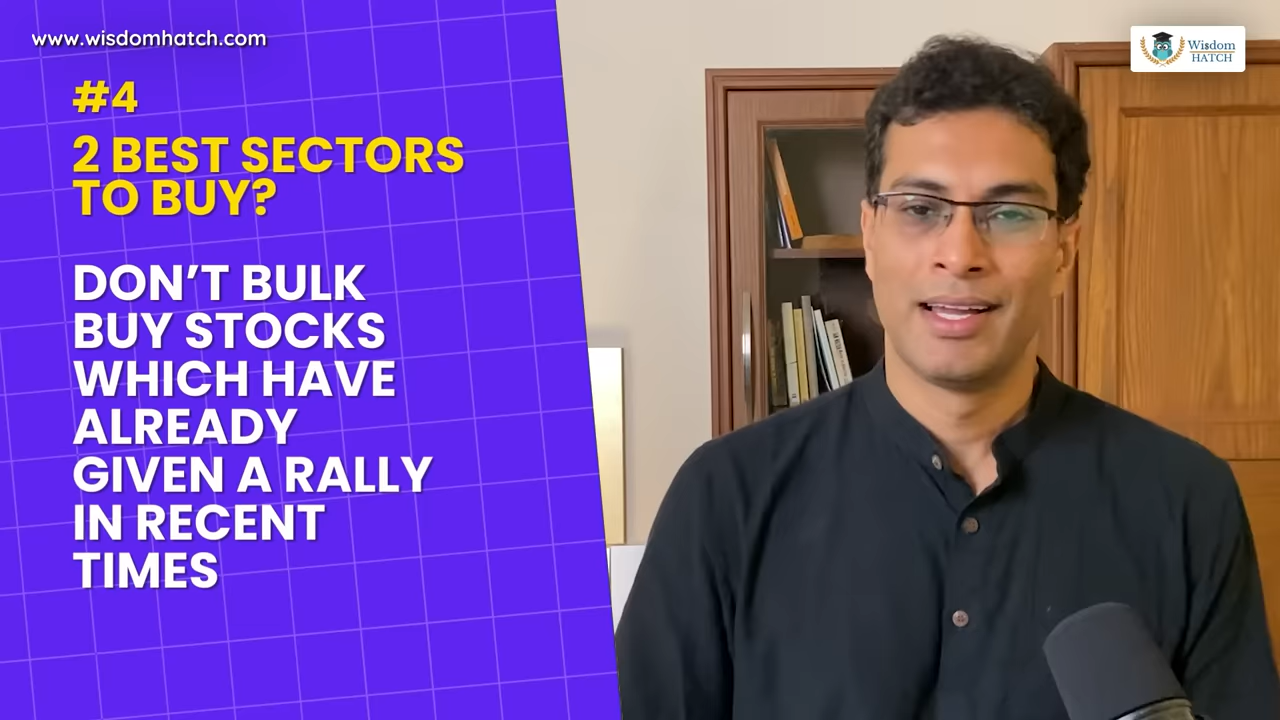 www.wisdomhatch.com
#4
2 BEST SECTORS
TO BUY?
DON'T BULK
BUY STOCKS
WHICH HAVE
ALREADY
GIVEN A RALLY
IN RECENT
TIMES
Wisdom
HATCH